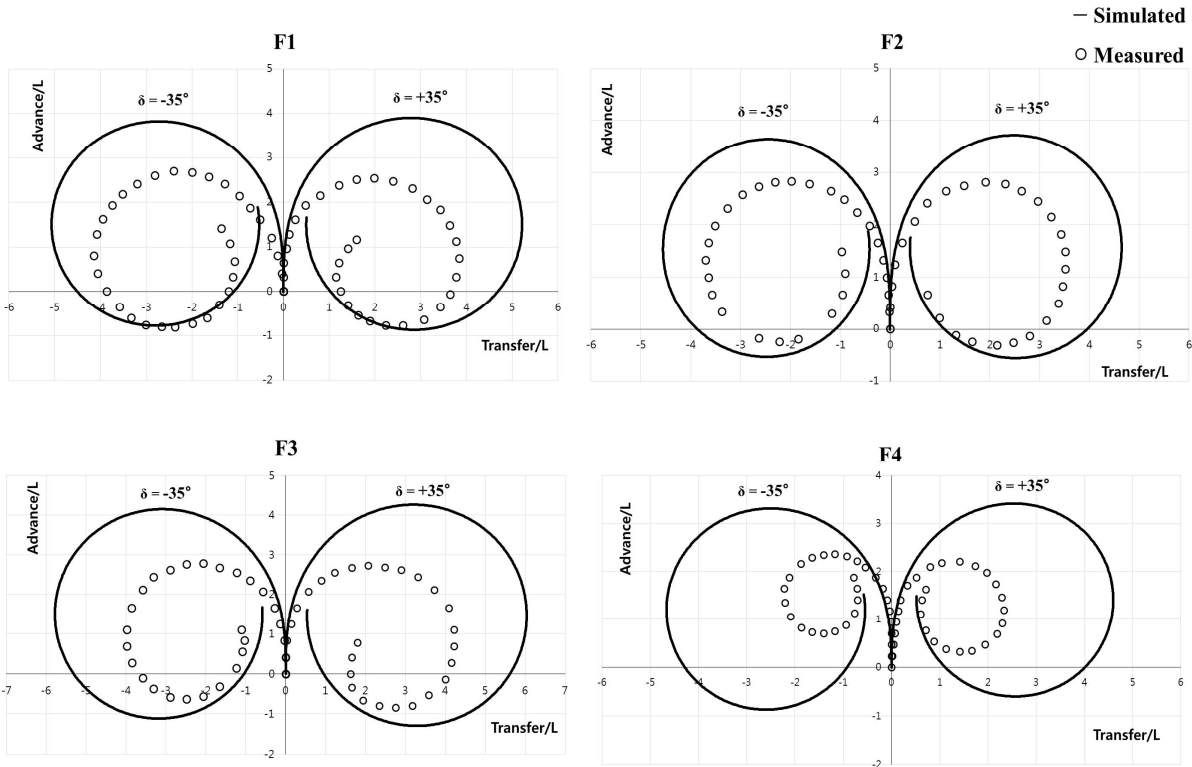 — Simulated
○ Measured
F1
Advance/L
δ = -35°
δ = +35°
5
4
3
2
1
0
-1
-2
-6 -5 -4 -3 -2 -1 0 1 2 3 4 5 6
Transfer/L
F2
Advance/L
δ = -35°
δ = +35°
5
4
3
2
1
0
-1
-6 -5 -4 -3 -2 -1 0 1 2 3 4 5 6
Transfer/L
F3
Advance/L
δ = -35°
δ = +35°
5
4
3
2
1
0
-1
-2
-7 -6 -5 -4 -3 -2 -1 0 1 2 3 4 5 6 7
Transfer/L
F4
Advance/L
δ = -35°
δ = +35°
4
3
2
1
0
-1
-2
-6 -5 -4 -3 -2 -1 0 1 2 3 4 5 6
Transfer/L